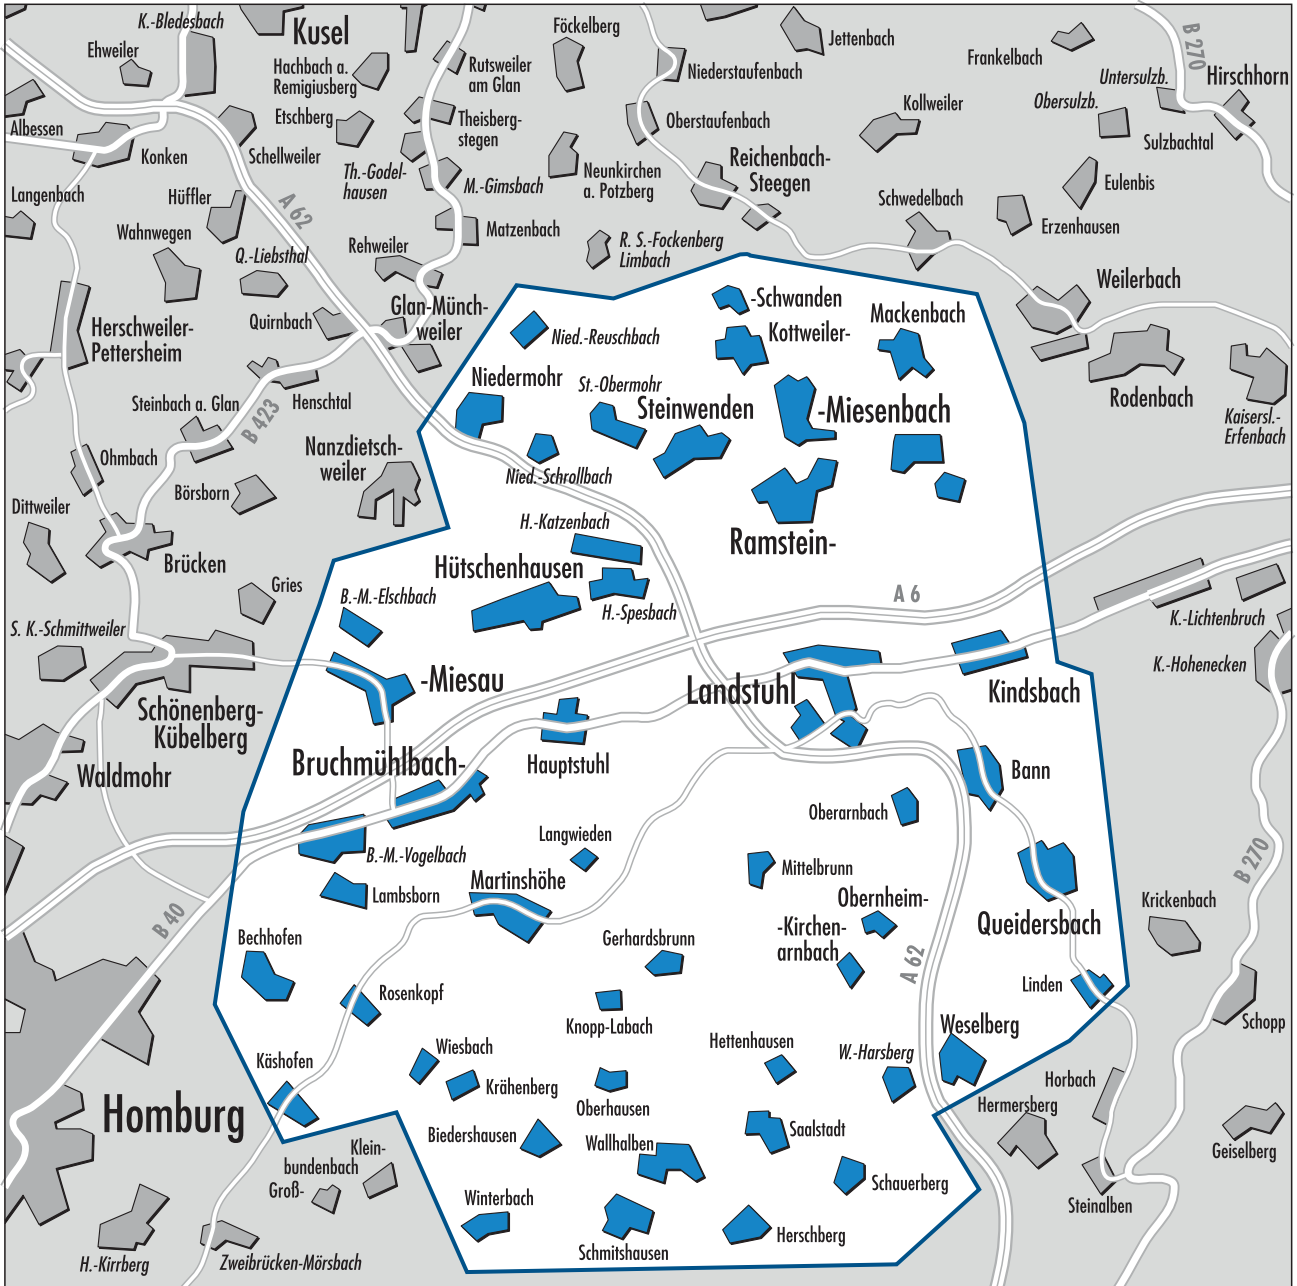 K.-Bledesbach
Kusel
Föckelberg
Jettenbach
B 270
Ehweiler
Hachbach a.
Remigiusberg
Rutsweiler
am Glan
Niederstaufenbach
Frankelbach
Untersulzb.
Hirschhorn
Obersulzb.
Kollweiler
Albessen
Etschberg
Theisberg-
stegen
Oberstaufenbach
Sulzbachtal
Konken
Schellweiler
Th.-Godel-
hausen
M.-Gimsbach
Neunkirchen
a. Potzberg
Reichenbach-
Steegen
Eulenbis
Langenbach
Hüffler
A 62
Schwedelbach
Erzenhausen
Wahnwegen
Q.-Liebsthal
Rehweiler
Matzenbach
R. S.-Fockenberg
Limbach
Weilerbach
Quirnbach
Glan-Münch-
weiler
-Schwanden
Kottweiler-
Mackenbach
Herschweiler-
Pettersheim
Nied.-Reuschbach
Niedermohr
St.-Obermohr
Steinwenden
-Miesenbach
Rodenbach
Kaisersl.-
Erfenbach
Steinbach a. Glan
B 423
Henschtal
Nanzdietsch-
weiler
Ohmbach
Börsborn
Nied.-Schrollbach
Dittweiler
H.-Katzenbach
Ramstein-
Brücken
Hütschenhausen
Gries
B.-M.-Elschbach
H.-Spesbach
A 6
S. K.-Schmittweiler
K.-Lichtenbruch
K.-Hohenecken
-Miesau
Landstuhl
Kindsbach
Schönenberg-
Kübelberg
Waldmohr
Bruchmühlbach-
Hauptstuhl
Bann
Oberarnbach
Langwieden
B.-M.-Vogelbach
Mittelbrunn
B 270
Lambsborn
Martinshöhe
Obernheim-
-Kirchen-
arnbach
Krickenbach
B 40
Queidersbach
Bechhofen
Gerhardsbrunn
A 62
Linden
Rosenkopf
Knopp-Labach
Schopp
Weselberg
Hettenhausen
W.-Harsberg
Käshofen
Wiesbach
Krähenberg
Horbach
Homburg
Oberhausen
Hermersberg
Biedershausen
Wallhalben
Saalstadt
Geiselberg
Klein-
bundenbach
Groß-
Schauerberg
Winterbach
Steinalben
Herschberg
Schmitshausen
H.-Kirrberg
Zweibrücken-Mörsbach